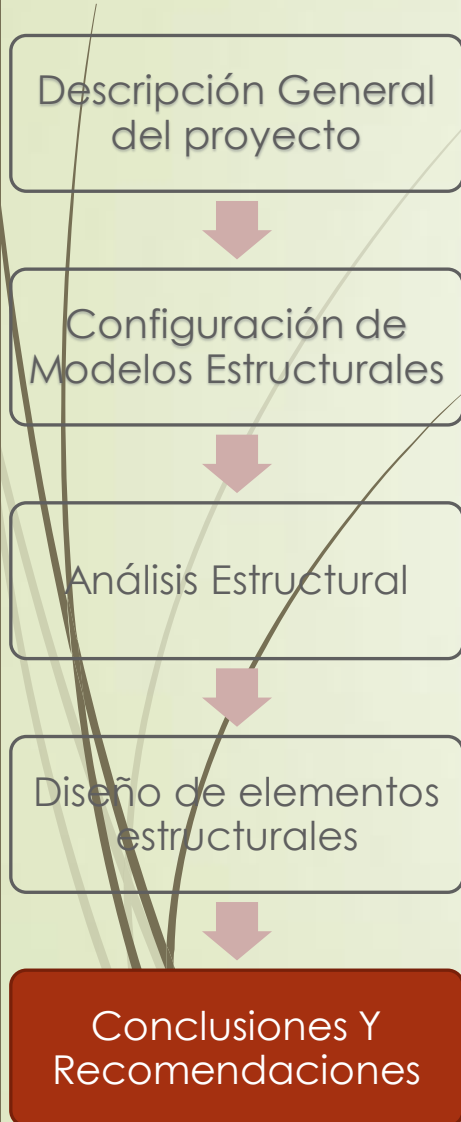 Descripción General
del proyecto
Configuración de
Modelos Estructurales
Análisis Estructural
Diseño de elementos
estructurales
Conclusiones Y
Recomendaciones